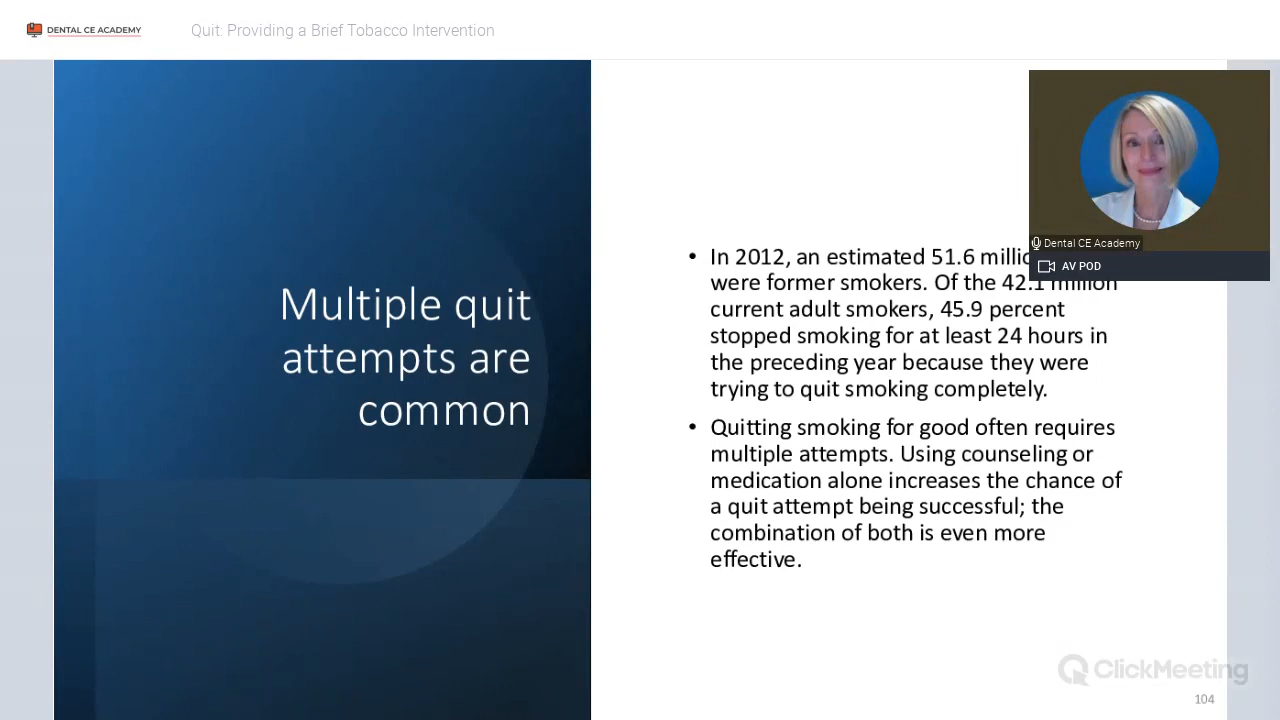 DENTAL CE ACADEMY
Quit: Providing a Brief Tobacco Intervention
Multiple quit
attempts are
common
• In 2012, an estimated 51.6
were former smokers. Of the 42.1 million
current adult smokers, 45.9 percent
stopped smoking for at least 24 hours in
the preceding year because they were
trying to quit smoking completely.
• Quitting smoking for good often requires
multiple attempts. Using counseling or
medication alone increases the chance of
a quit attempt being successful; the
combination of both is even more
effective.
Dental CE Academy
AV POD
ClickMeeting
104